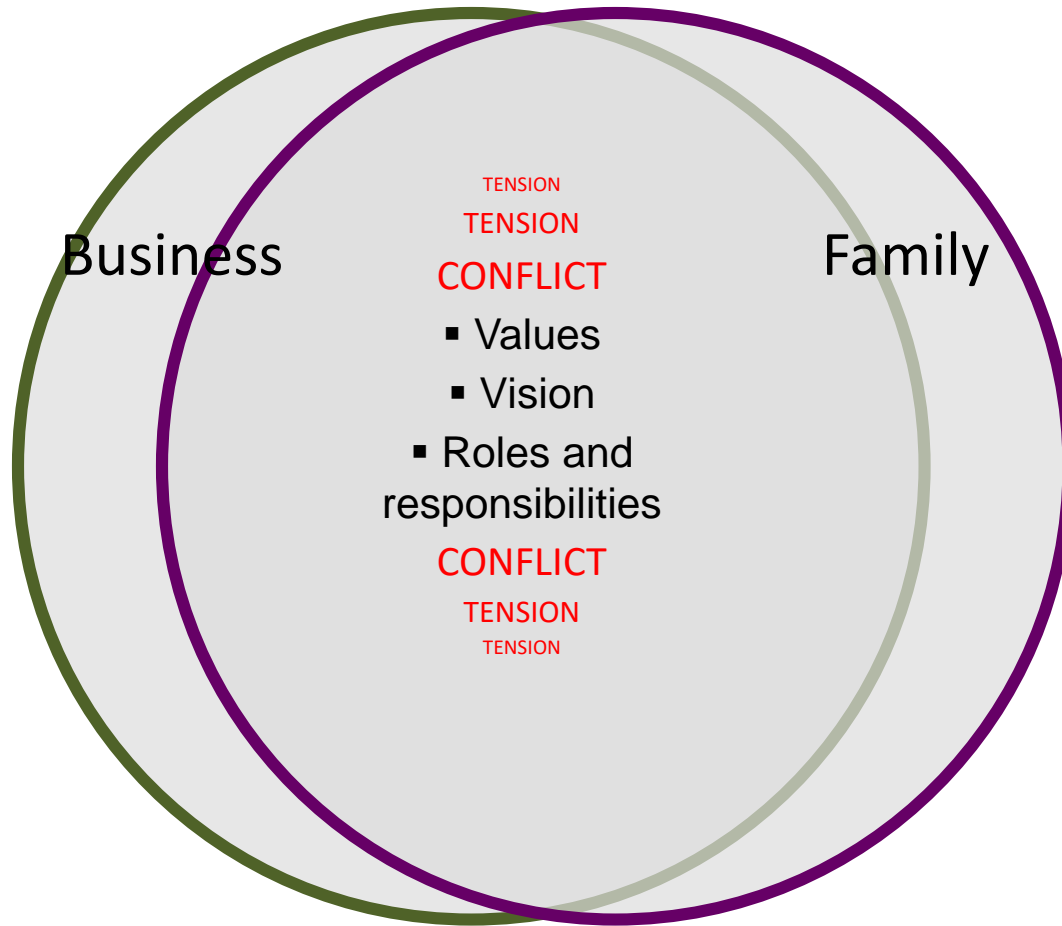 TENSION
TENSION
Business
Family
CONFLICT
▪ Values
▪ Vision
▪ Roles and
responsibilities
CONFLICT
TENSION
TENSION